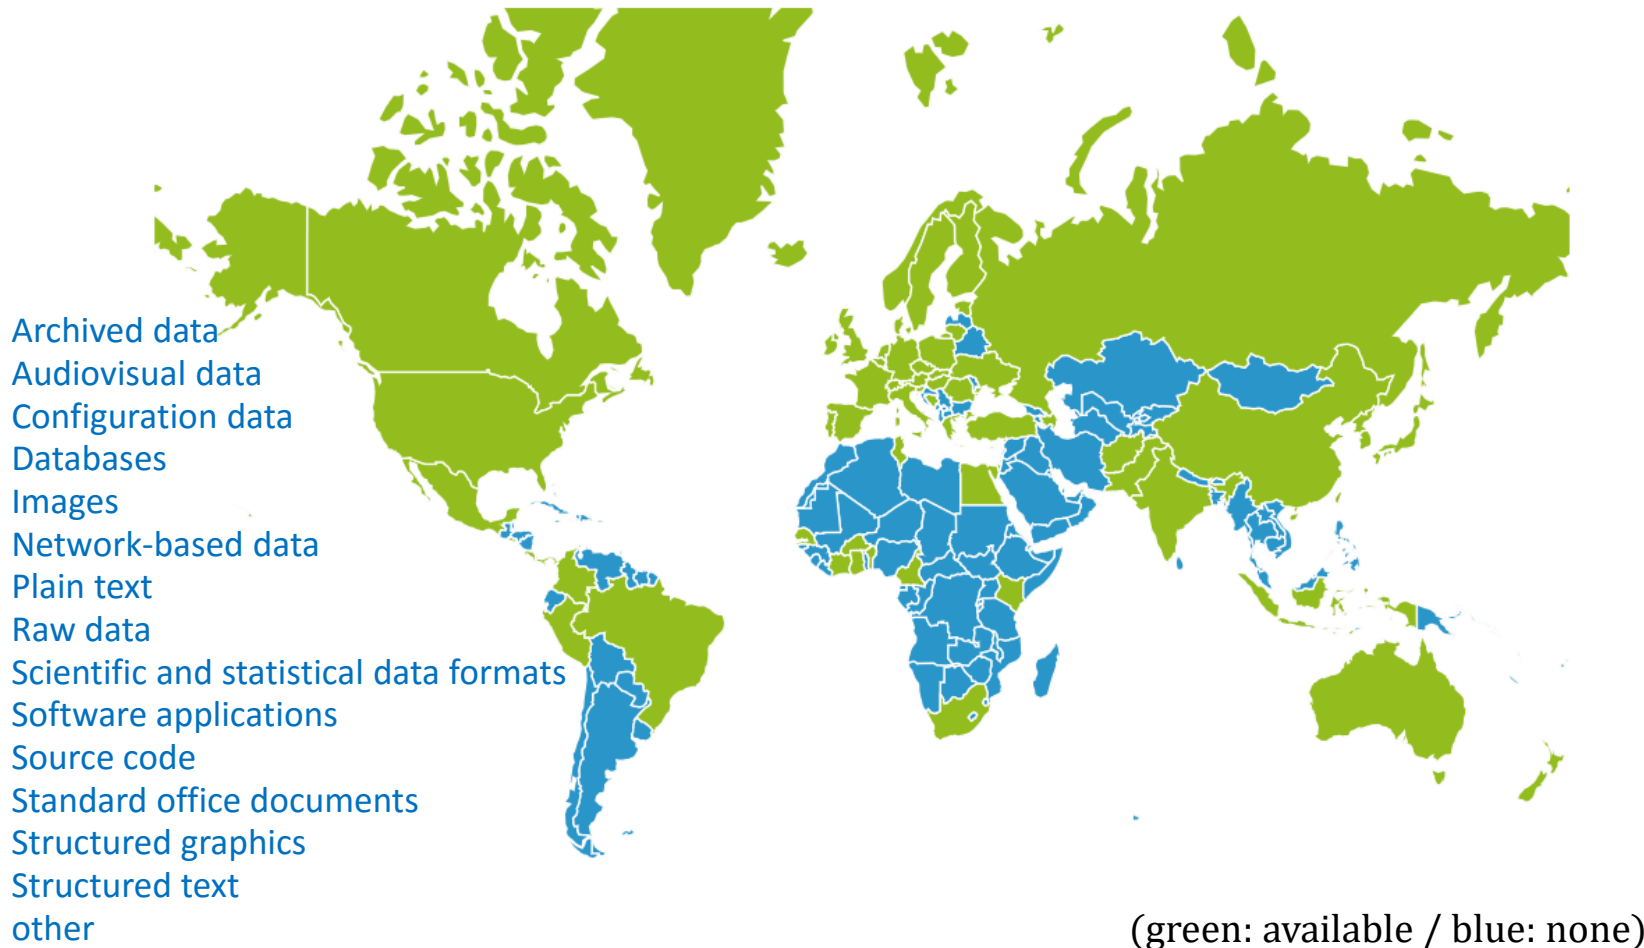 Archived data
Audiovisual data
Configuration data
Databases
Images
Network-based data
Plain text
Raw data
Scientific and statistical data formats
Software applications
Source code
Standard office documents
Structured graphics
Structured text
other
(green: available / blue: none)